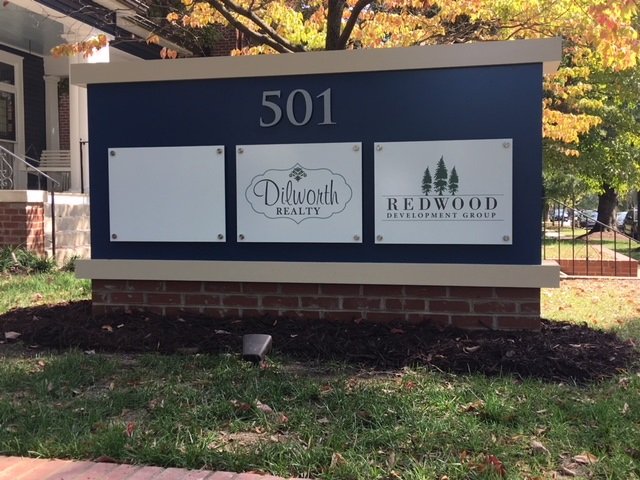 501
Dilworth
REALTY
REDWOOD
DEVELOPMENT GROUP